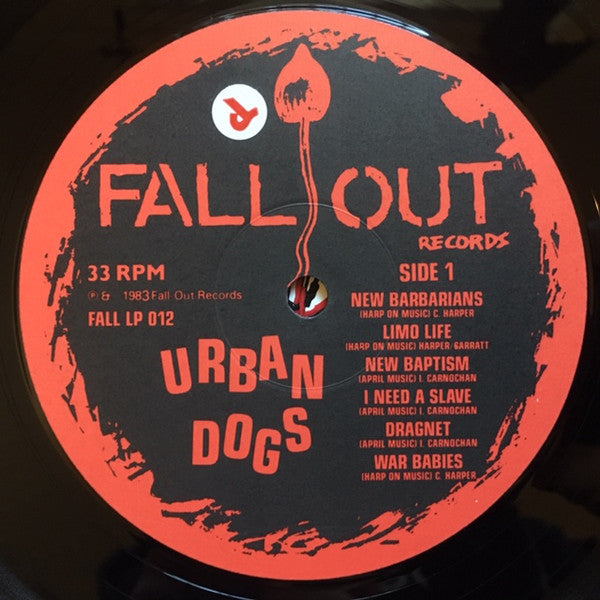 FALL OUT
RECORDS
33 RPM
℗ & 1983 Fall Out Records
FALL LP 012
URBAN
DOGS
SIDE 1
NEW BARBARIANS
(HARP ON MUSIC) C. HARPER
LIMO LIFE
(HARP ON MUSIC) HARPER/GARRATT
NEW BAPTISM
(APRIL MUSIC) I. CARNOCHAN
I NEED A SLAVE
(APRIL MUSIC) I. CARNOCHAN
DRAGNET
(APRIL MUSIC) I. CARNOCHAN
WAR BABIES
(HARP ON MUSIC) C. HARPER